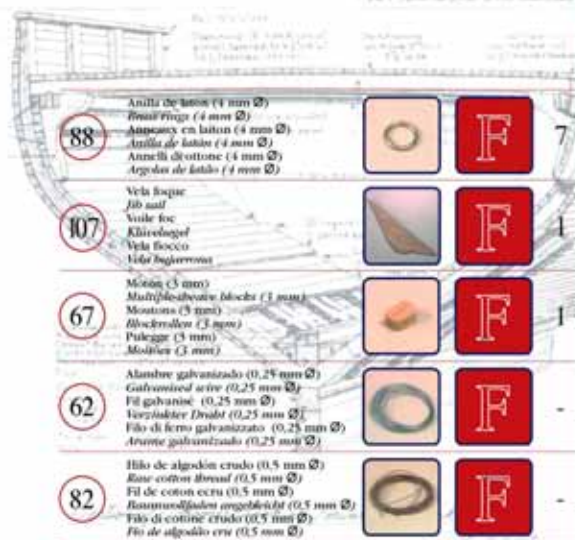 88
Anilla de laton (4 mm Ø)
Brass rings (4 mm Ø)
Anneaux en laiton (4 mm Ø)
Anilla de latón (4 mm Ø)
Annelli di ottone (4 mm Ø)
Argolas de latão (4 mm Ø)
F
7
107
Vela foque
Jib sail
Voile foc
Klüvelsegel
Vela fiocco
Vela bujarrona
F
1
67
Motón (3 mm)
Multiple-sheave blocks (3 mm)
Moutons (3 mm)
Blockrollen (3 mm)
Pulegge (3 mm)
Moitões (3 mm)
F
1
62
Alambre galvanizado (0,25 mm Ø)
Galvanised wire (0,25 mm Ø)
Fil galvanisé (0,25 mm Ø)
Verzinkter Draht (0,25 mm Ø)
Filo di ferro galvanizzato (0,25 mm Ø)
Arame galvanizado (0,25 mm Ø)
F
-
82
Hilo de algodón crudo (0,5 mm Ø)
Raw cotton thread (0,5 mm Ø)
Fil de coton ecru (0,5 mm Ø)
Baumwollfaden angebleicht (0,5 mm Ø)
Filo di cotone crudo (0,5 mm Ø)
Fio de algodão cru (0,5 mm Ø)
F
-